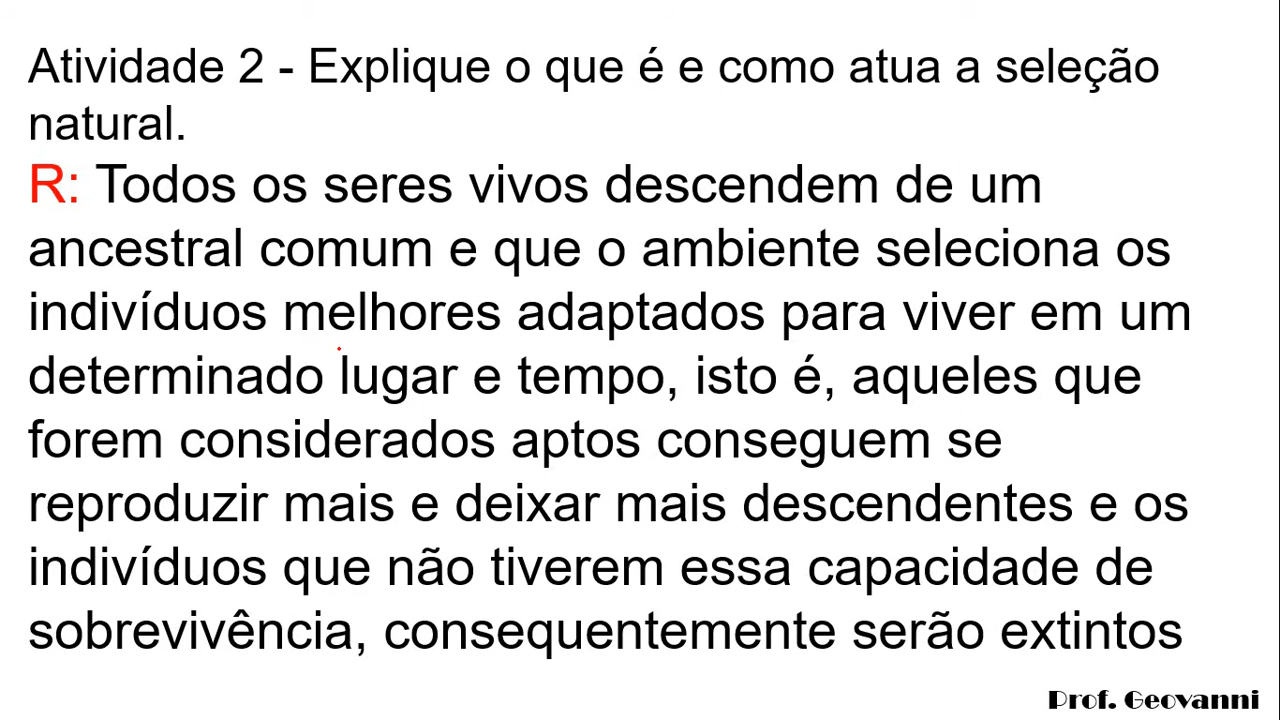 Atividade 2 - Explique o que é e como atua a seleção
natural.
R: Todos os seres vivos descendem de um
ancestral comum e que o ambiente seleciona os
indivíduos melhores adaptados para viver em um
determinado lugar e tempo, isto é, aqueles que
forem considerados aptos conseguem se
reproduzir mais e deixar mais descendentes e os
indivíduos que não tiverem essa capacidade de
sobrevivência, consequentemente serão extintos
Prof. Geovanni